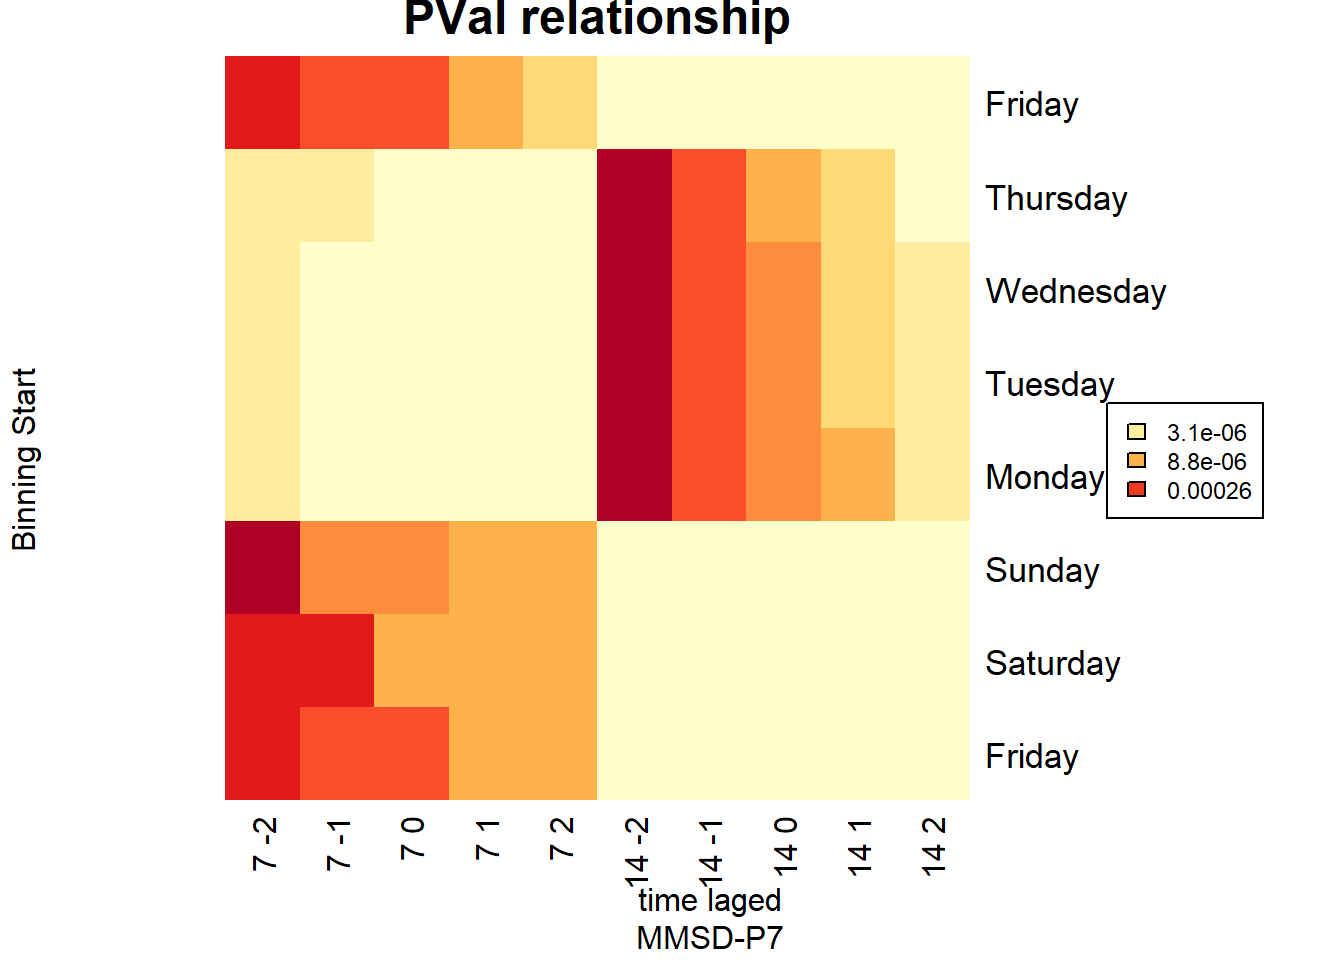 PVal relationship
Friday
Thursday
Wednesday
Tuesday
Monday
Sunday
Saturday
Friday
Binning Start
3.1e-06
8.8e-06
0.00026
7 -2
7 -1
7 0
7 1
7 2
14 -2
14 -1
14 0
14 1
14 2
time laged
MMSD-P7